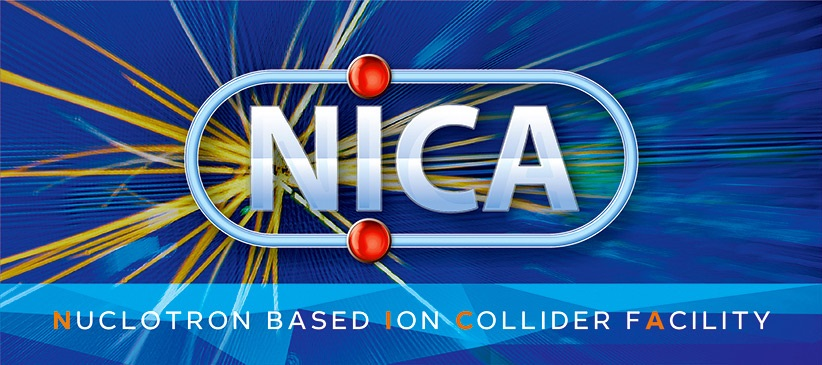 NICA
NUCLOTRON BASED ION COLLIDER FACILITY